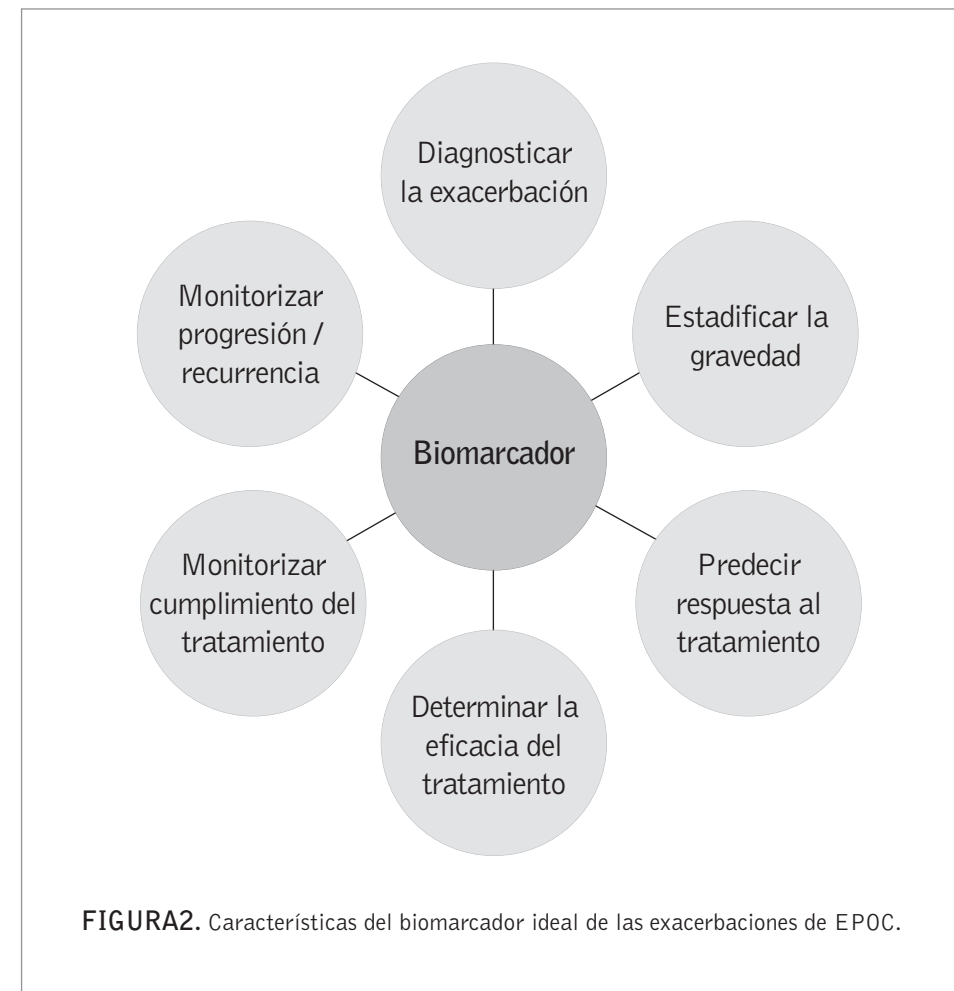 Diagnosticar
la exacerbación
Estadificar la
gravedad
Predecir
respuesta al
tratamiento
Determinar la
eficacia del
tratamiento
Monitorizar
cumplimiento del
tratamiento
Monitorizar
progresión /
recurrencia
Biomarcador
FIGURA2. Características del biomarcador ideal de las exacerbaciones de EPOC.